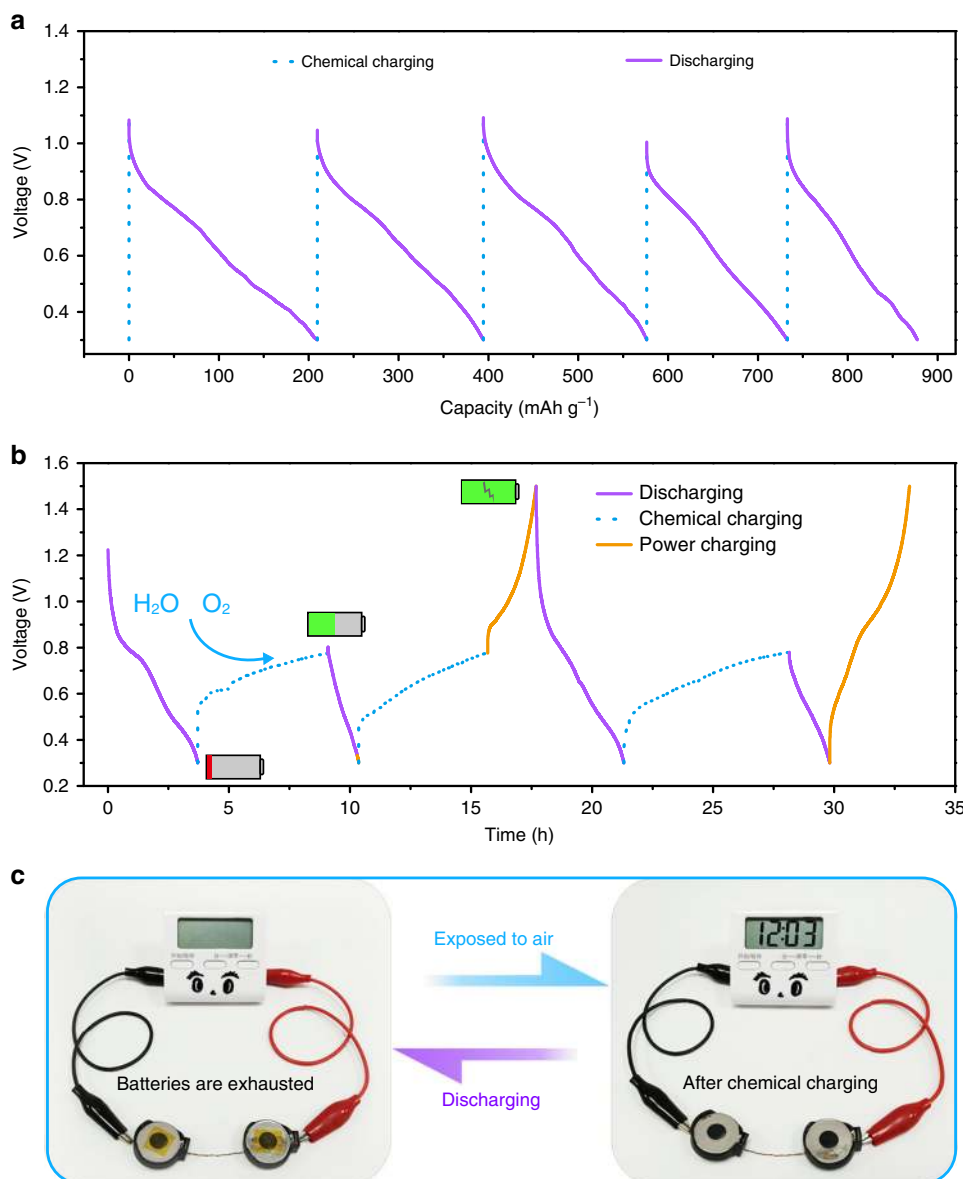 a
1.4
1.2
1.0
0.8
0.6
0.4
Voltage (V)
Chemical charging
Discharging
0 100 200 300 400 500 600 700 800 900
Capacity (mAh g⁻¹)
b
1.6
1.4
1.2
1.0
0.8
0.6
0.4
0.2
Voltage (V)
Discharging
Chemical charging
Power charging
H₂O O₂
0 5 10 15 20 25 30 35
Time (h)
c
Exposed to air
12:03
Batteries are exhausted
After chemical charging
Discharging